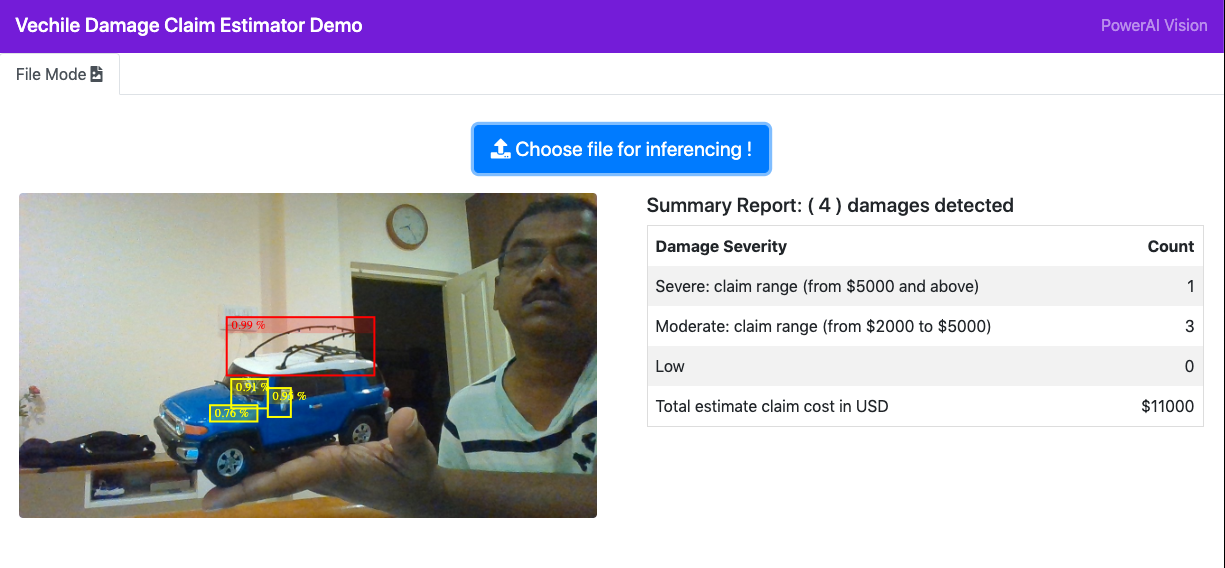 Vechile Damage Claim Estimator Demo
PowerAI Vision
File Mode
Choose file for inferencing !
Summary Report: ( 4 ) damages detected
Damage Severity Count
Severe: claim range (from $5000 and above) 1
Moderate: claim range (from $2000 to $5000) 3
Low 0
Total estimate claim cost in USD $11000
0.99 %
0.91 %
0.95 %
0.76 %